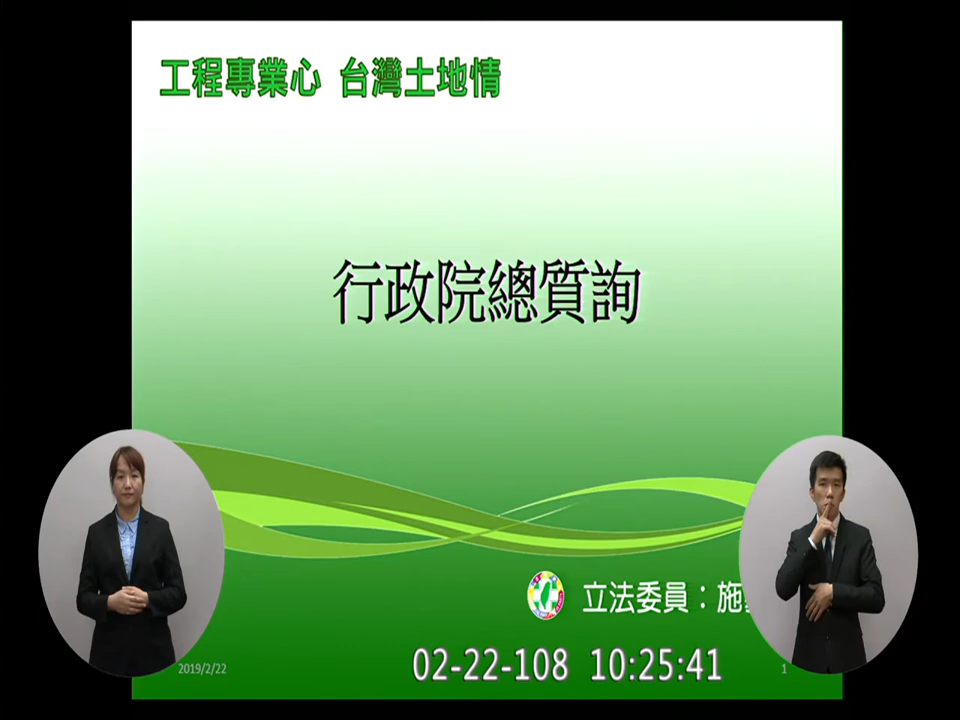 工程專業心 台灣土地情
行政院總質詢
立法委員：施
02-22-108 10:25:41
2019/2/22
1